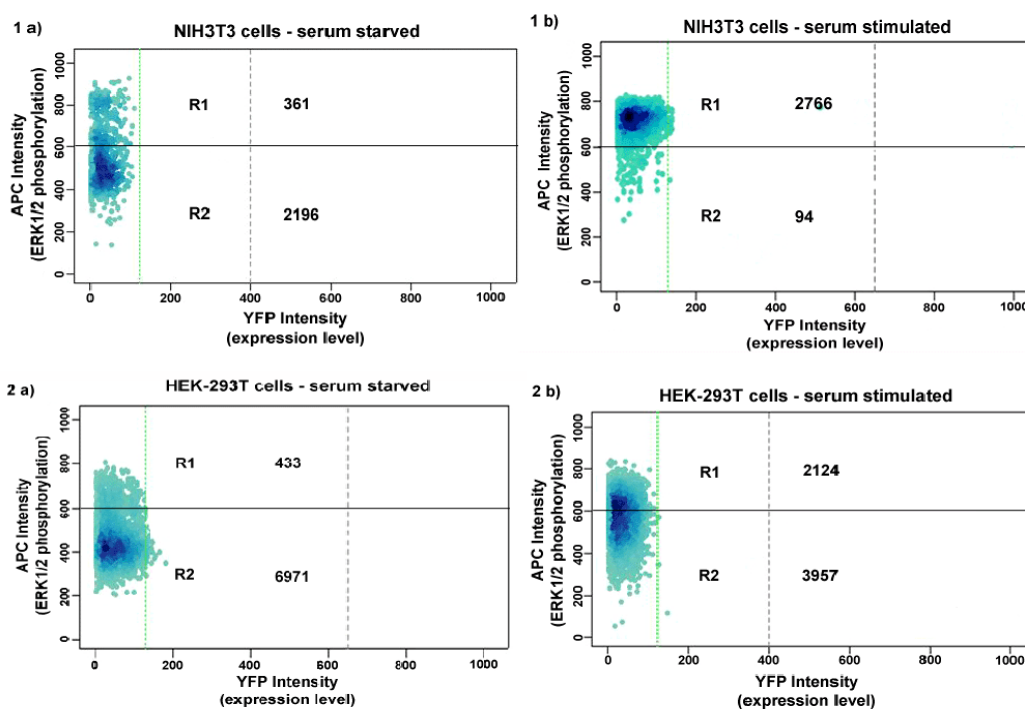 1 a)
NIH3T3 cells - serum starved
APC Intensity
(ERK1/2 phosphorylation)
0 200 400 600 800 1000
R1 361
R2 2196
0 200 400 600 800 1000
YFP Intensity
(expression level)
1 b)
NIH3T3 cells - serum stimulated
APC Intensity
(ERK1/2 phosphorylation)
0 200 400 600 800 1000
R1 2766
R2 94
0 200 400 600 800 1000
YFP Intensity
(expression level)
2 a)
HEK-293T cells - serum starved
APC Intensity
(ERK1/2 phosphorylation)
0 200 400 600 800 1000
R1 433
R2 6971
0 200 400 600 800 1000
YFP Intensity
(expression level)
2 b)
HEK-293T cells - serum stimulated
APC Intensity
(ERK1/2 phosphorylation)
0 200 400 600 800 1000
R1 2124
R2 3957
0 200 400 600 800 1000
YFP Intensity
(expression level)